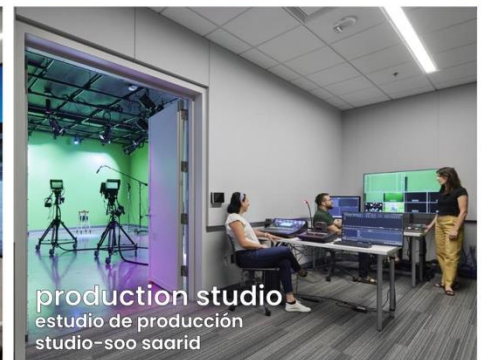 production studio
estudio de producción
studio-soo saarid